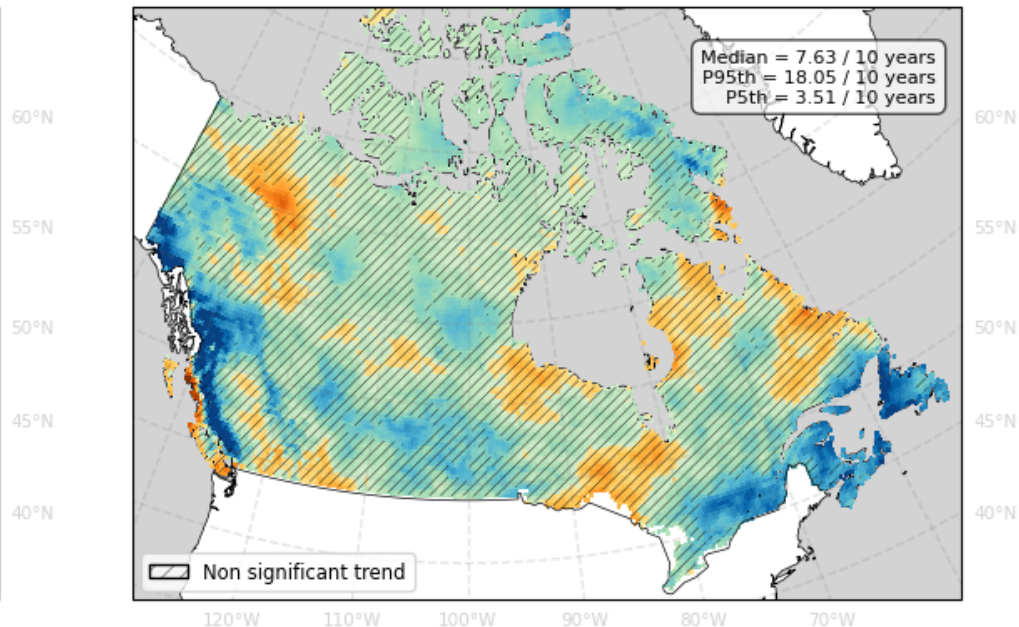 Median = 7.63 / 10 years
P95th = 18.05 / 10 years
P5th = 3.51 / 10 years
60°N
60°N
55°N
55°N
50°N
50°N
45°N
45°N
40°N
40°N
Non significant trend
120°W
110°W
100°W
90°W
80°W
70°W